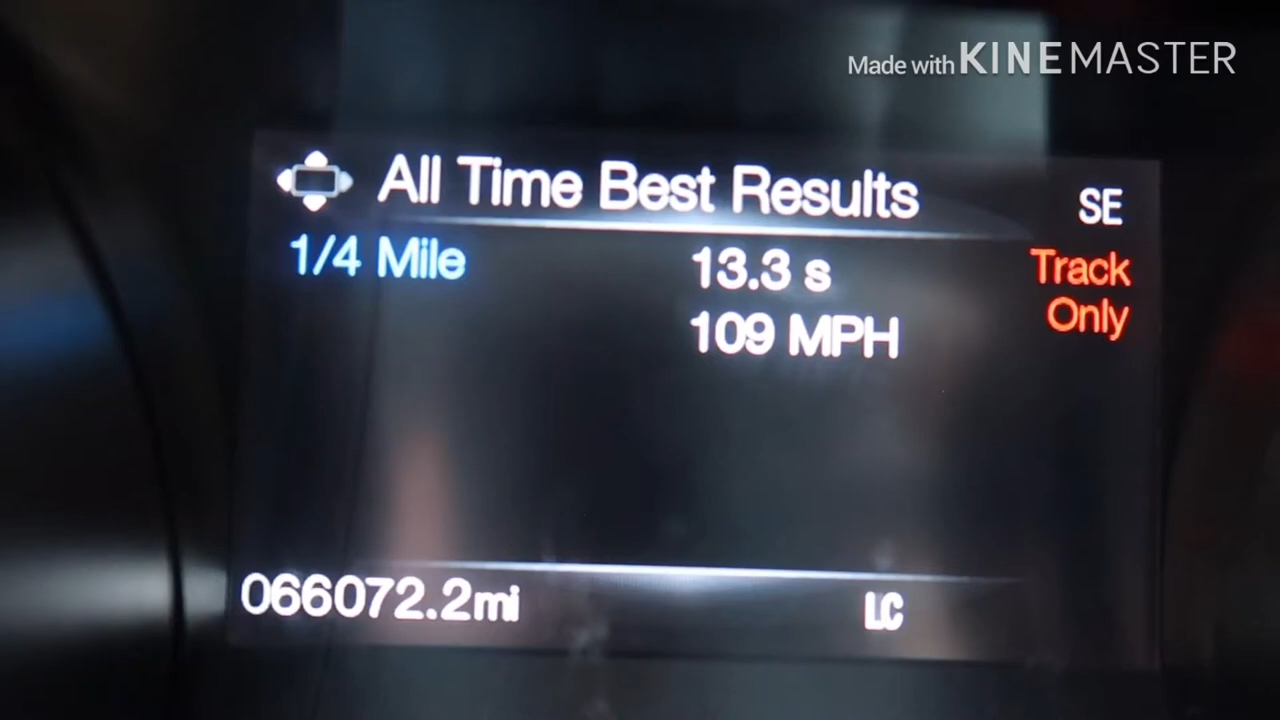 Made with KINEMASTER
All Time Best Results
SE
1/4 Mile
13.3 s
Track
Only
109 MPH
066072.2mi
LC